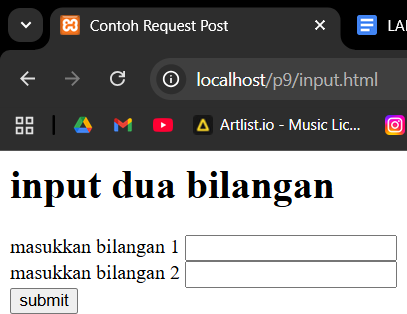 Contoh Request Post
LA
localhost/p9/input.html
Artlist.io - Music Lic...
input dua bilangan
masukkan bilangan 1
masukkan bilangan 2
submit